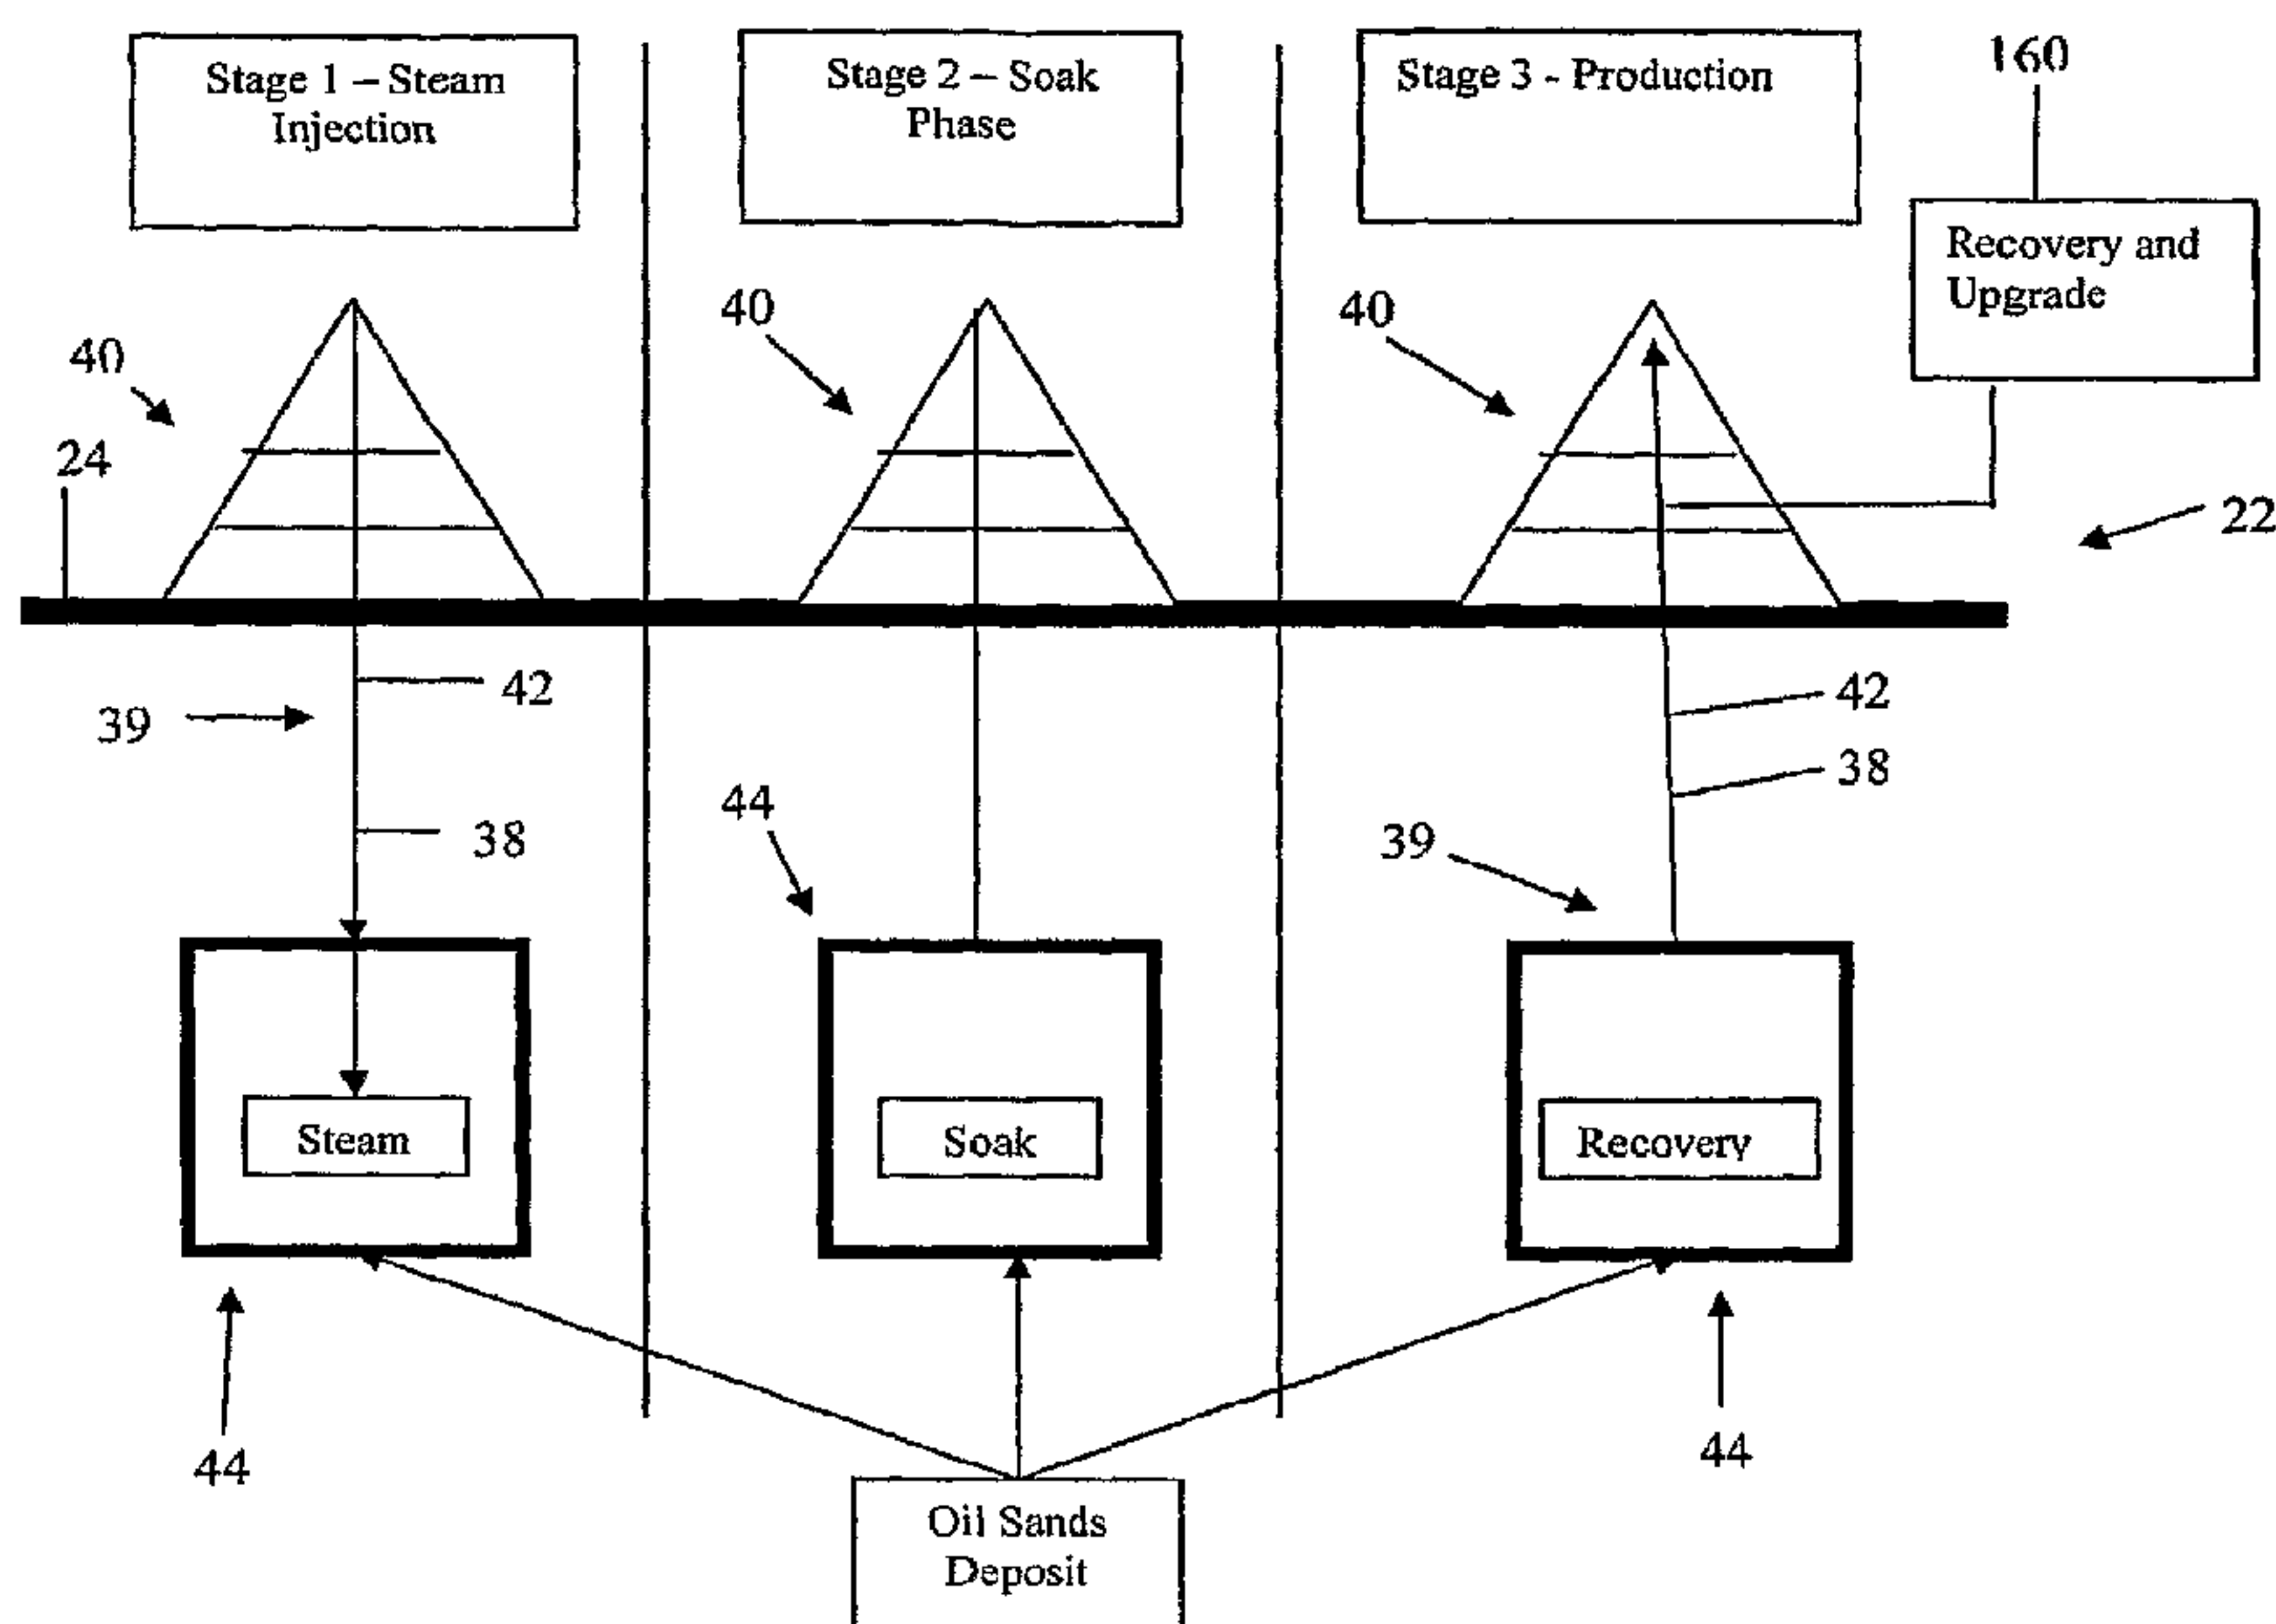 Stage 1 – Steam
Injection
Stage 2 – Soak
Phase
Stage 3 - Production
160
Recovery and
Upgrade
40
40
40
24
22
42
39
38
44
42
38
39
Steam
Soak
Recovery
44
44
Oil Sands
Deposit